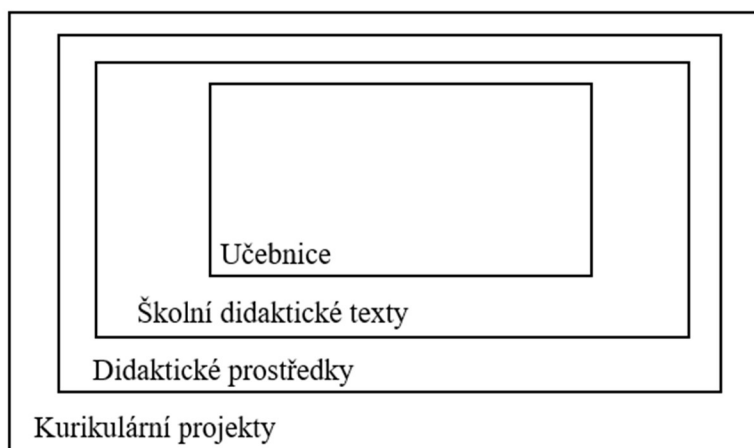 Učebnice
Školní didaktické texty
Didaktické prostředky
Kurikulární projekty